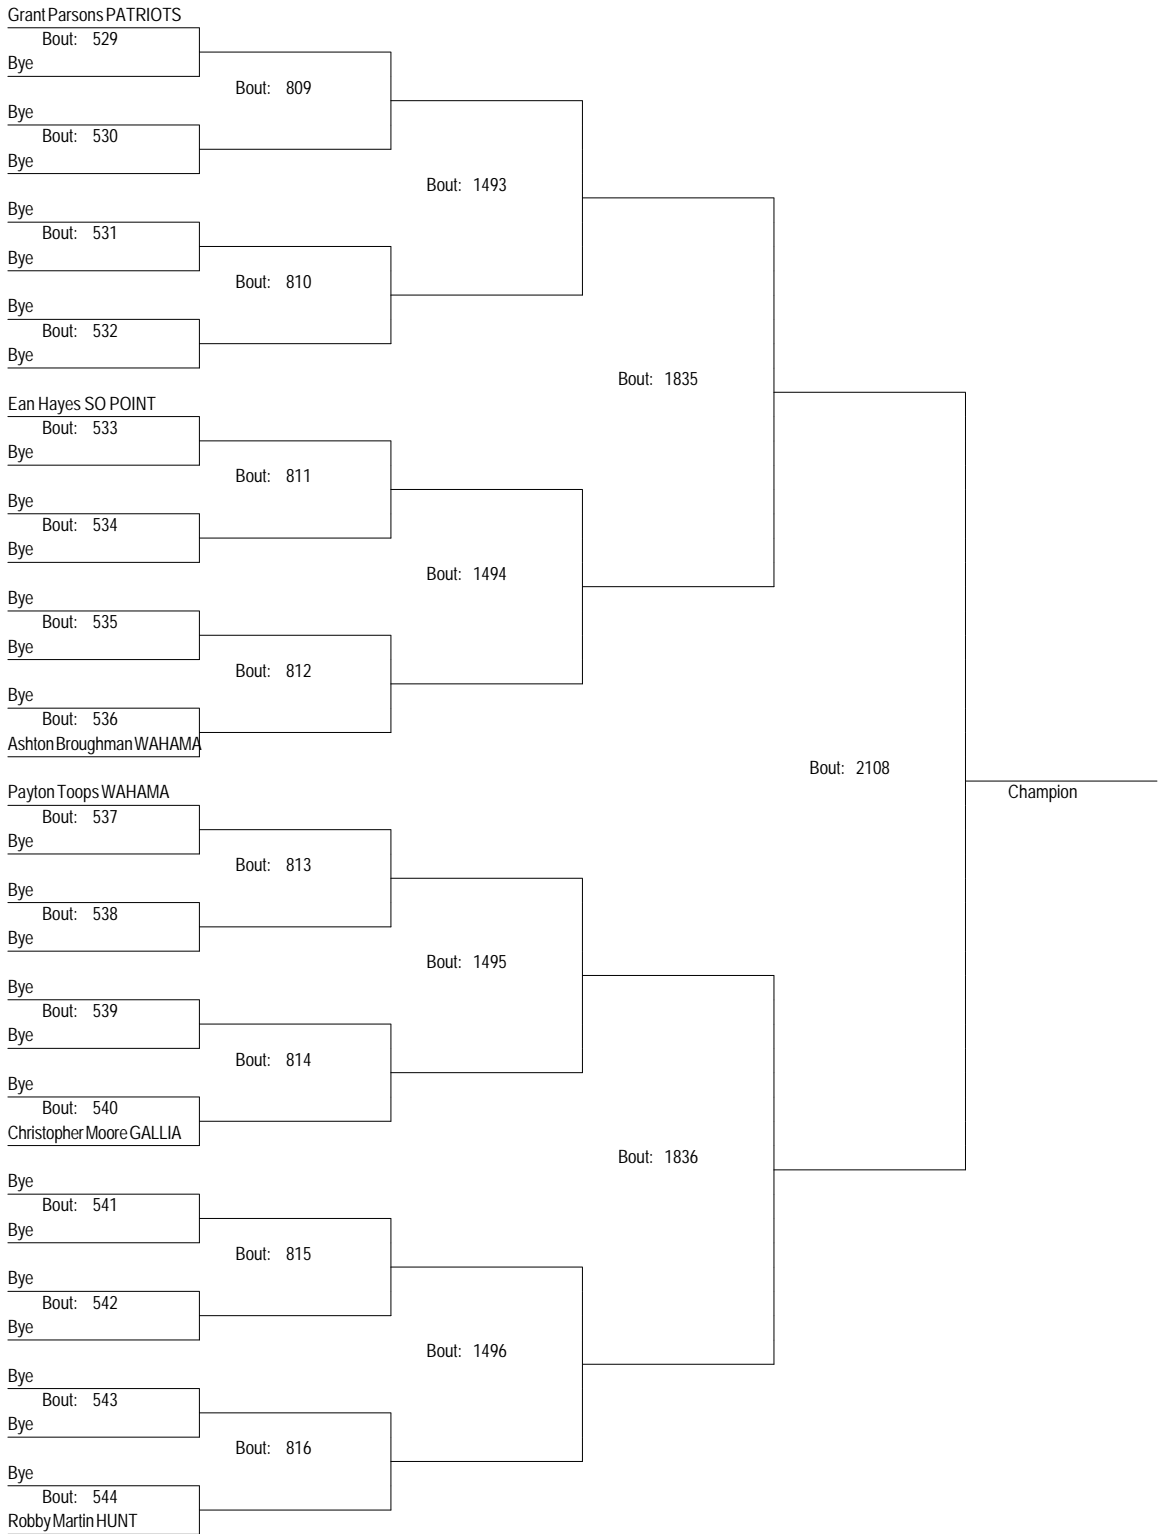 Grant Parsons PATRIOTS
Bout: 529
Bye
Bout: 809
Bye
Bout: 530
Bye
Bout: 1493
Bye
Bout: 531
Bye
Bout: 810
Bye
Bout: 532
Bye
Bout: 1835
Ean Hayes SO POINT
Bout: 533
Bye
Bout: 811
Bye
Bout: 534
Bye
Bout: 1494
Bye
Bout: 535
Bye
Bout: 812
Bye
Bout: 536
Ashton Broughman WAHAMA
Bout: 2108
Payton Toops WAHAMA
Champion
Bout: 537
Bye
Bout: 813
Bye
Bout: 538
Bye
Bout: 1495
Bye
Bout: 539
Bye
Bout: 814
Bye
Bout: 540
Christopher Moore GALLIA
Bout: 1836
Bye
Bout: 541
Bye
Bout: 815
Bye
Bout: 542
Bye
Bout: 1496
Bye
Bout: 543
Bye
Bout: 816
Bye
Bout: 544
Robby Martin HUNT